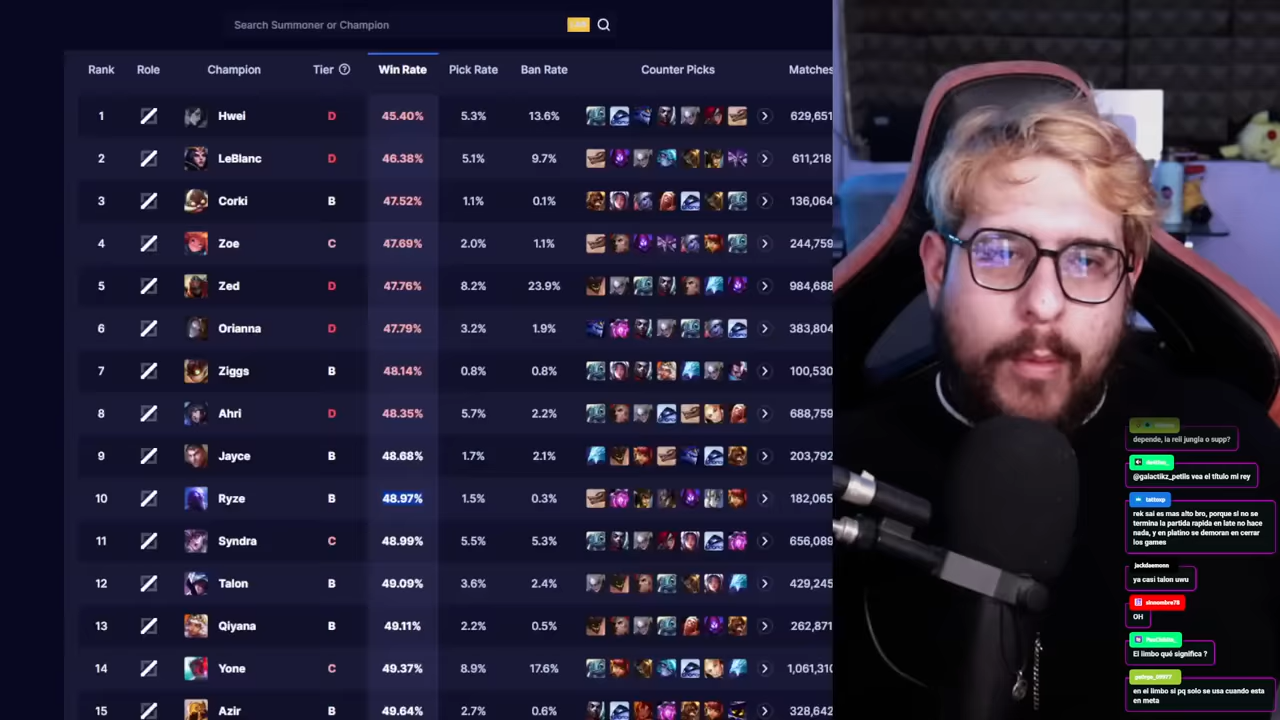 Search Summoner or Champion
Rank Role Champion Tier ? Win Rate Pick Rate Ban Rate Counter Picks Matches
1 Hwei D 45.40% 5.3% 13.6% 629,651
2 LeBlanc D 46.38% 5.1% 9.7% 611,218
3 Corki B 47.52% 1.1% 0.1% 136,064
4 Zoe C 47.69% 2.0% 1.1% 244,759
5 Zed D 47.76% 8.2% 23.9% 984,688
6 Orianna D 47.79% 3.2% 1.9% 383,804
7 Ziggs B 48.14% 0.8% 0.8% 100,530
8 Ahri D 48.35% 5.7% 2.2% 688,759
9 Jayce B 48.68% 1.7% 2.1% 203,792
10 Ryze B 48.97% 1.5% 0.3% 182,065
11 Syndra C 48.99% 5.5% 5.3% 656,089
12 Talon B 49.09% 3.6% 2.4% 429,245
13 Qiyana B 49.11% 2.2% 0.5% 262,871
14 Yone C 49.37% 17.6% 1,061,310
15 Azir B 49.64% 2.7% 328,642
depende, la reii jungla o supp?
@galactikz_petlis vea el título mi rey
tattoxp
rek sai es mas alto bro, porque si no se
termina la partida rapida en late no hace
nada, y en platino se demoran en cerrar
los games
jackdaemonn
ya casi talon uwu
sinnombre78
OH
El limbo qué significa ?
en el limbo si pq solo se usa cuando esta
en meta